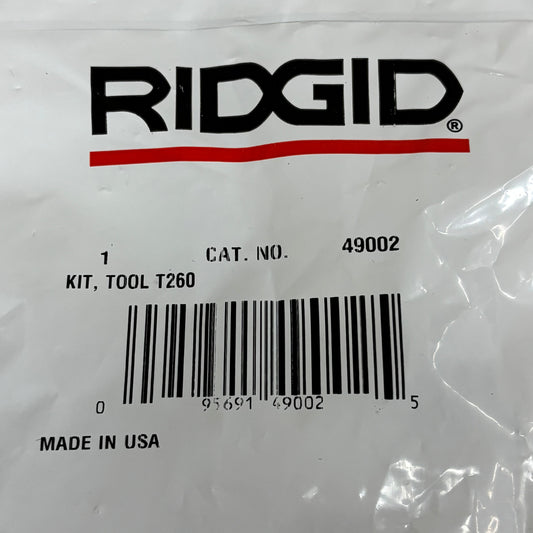 RIDGID®
1 CAT. NO. 49002
KIT, TOOL T260
0 95691 49002 5
MADE IN USA